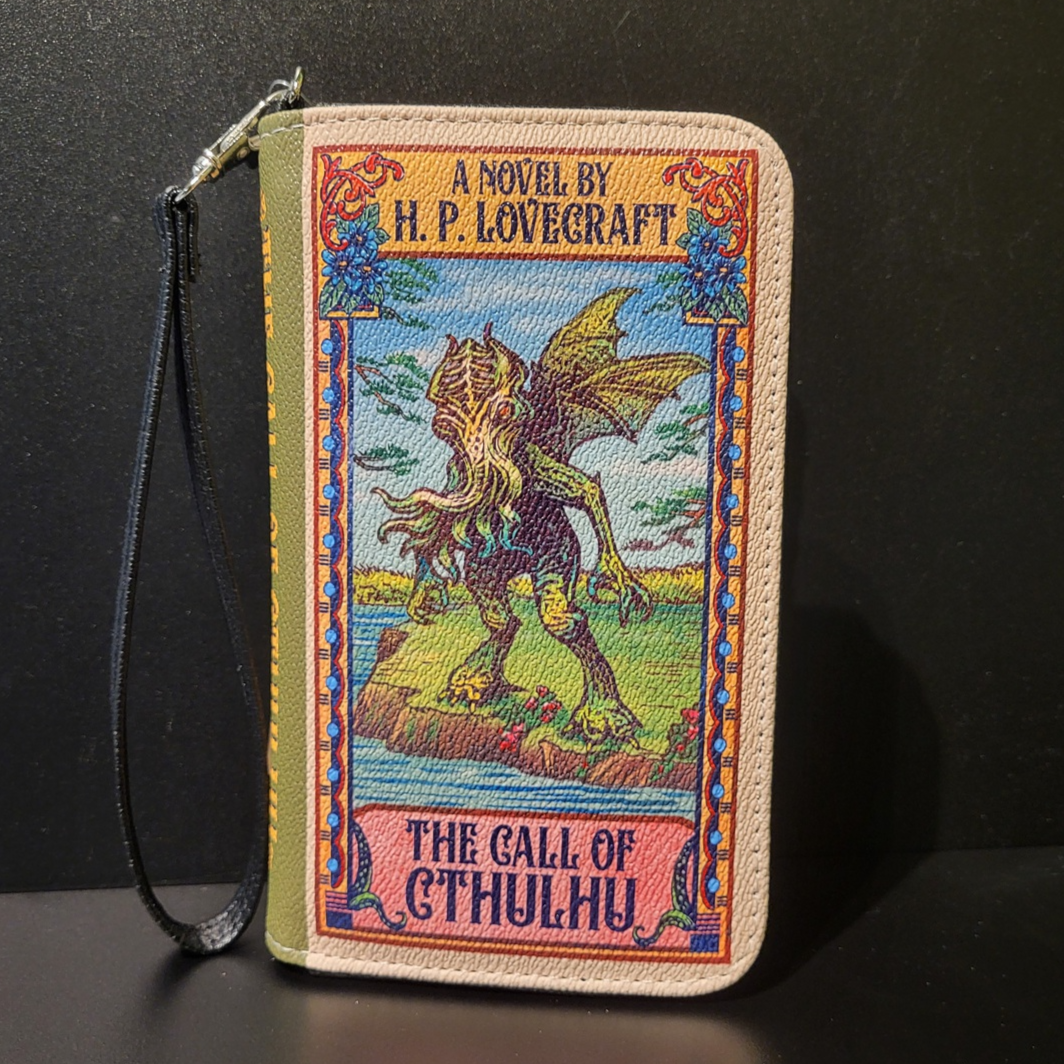 A NOVEL BY
H. P. LOVECRAFT
THE CALL OF
CTHULHU